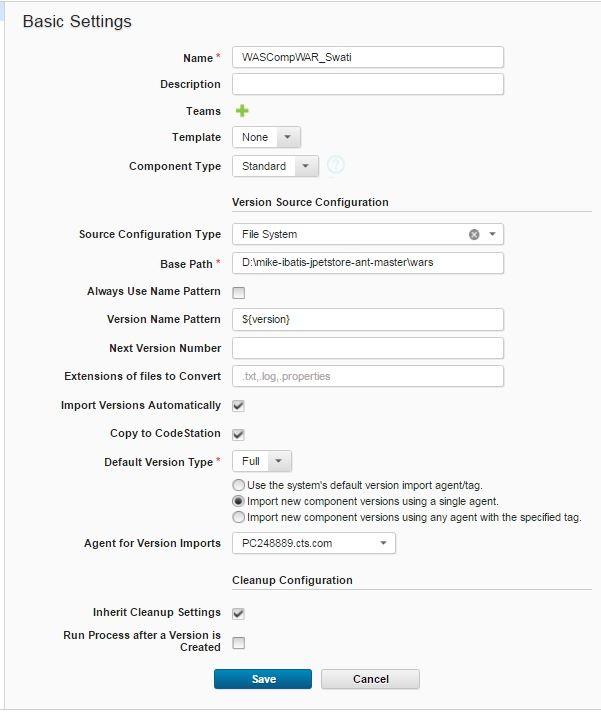 Basic Settings
Name * WASCompWAR_Swati
Description
Teams
Template None
Component Type Standard ?
Version Source Configuration
Source Configuration Type File System
Base Path * D:\mike-ibatis-jpetstore-ant-master\wars
Always Use Name Pattern
Version Name Pattern ${version}
Next Version Number
Extensions of files to Convert .txt,.log,.properties
Import Versions Automatically
Copy to CodeStation
Default Version Type * Full
Use the system's default version import agent/tag.
Import new component versions using a single agent.
Import new component versions using any agent with the specified tag.
Agent for Version Imports PC248889.cts.com
Cleanup Configuration
Inherit Cleanup Settings
Run Process after a Version is
Created
Save Cancel